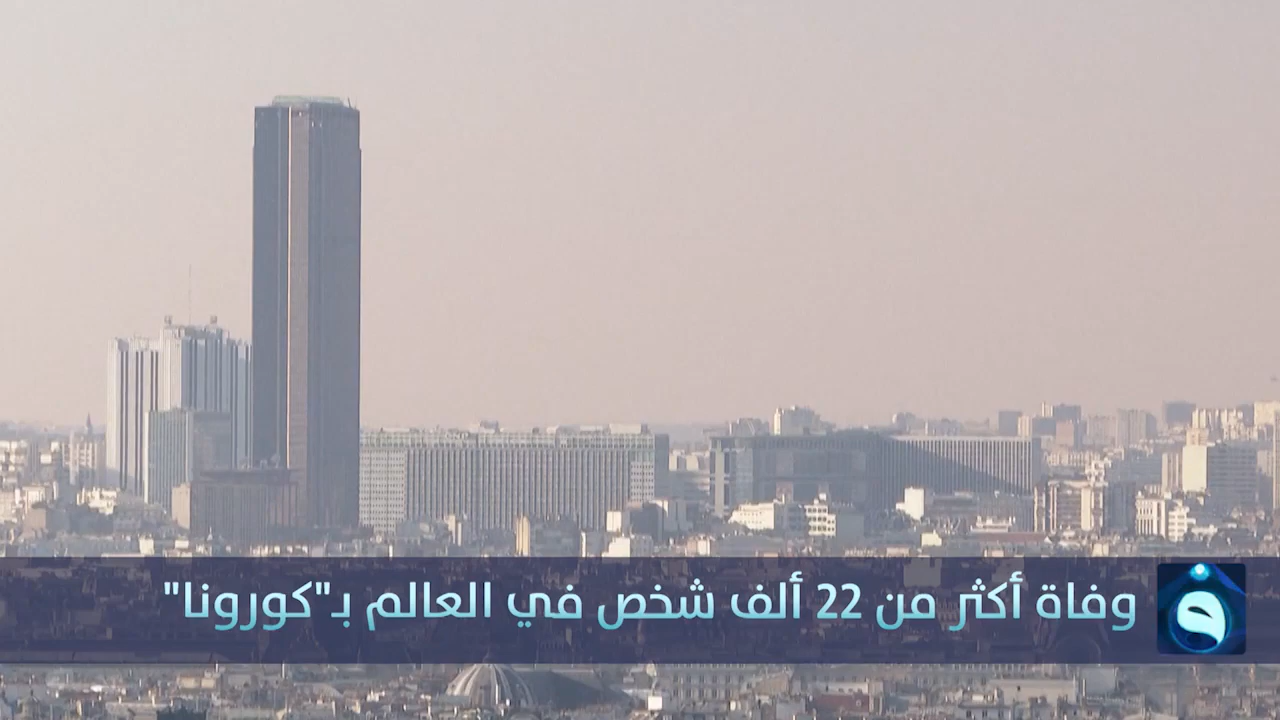 وفاة أكثر من 22 ألف شخص في العالم بـ"كورونا"